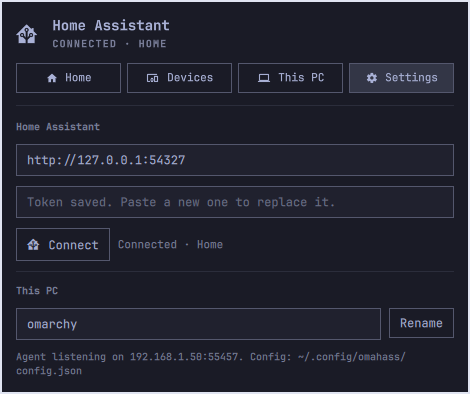 Home Assistant
CONNECTED · HOME
Home
Devices
This PC
Settings
Home Assistant
http://127.0.0.1:54327
Token saved. Paste a new one to replace it.
Connect
Connected · Home
This PC
omarchy
Rename
Agent listening on 192.168.1.50:55457. Config: ~/.config/omahass/
config.json